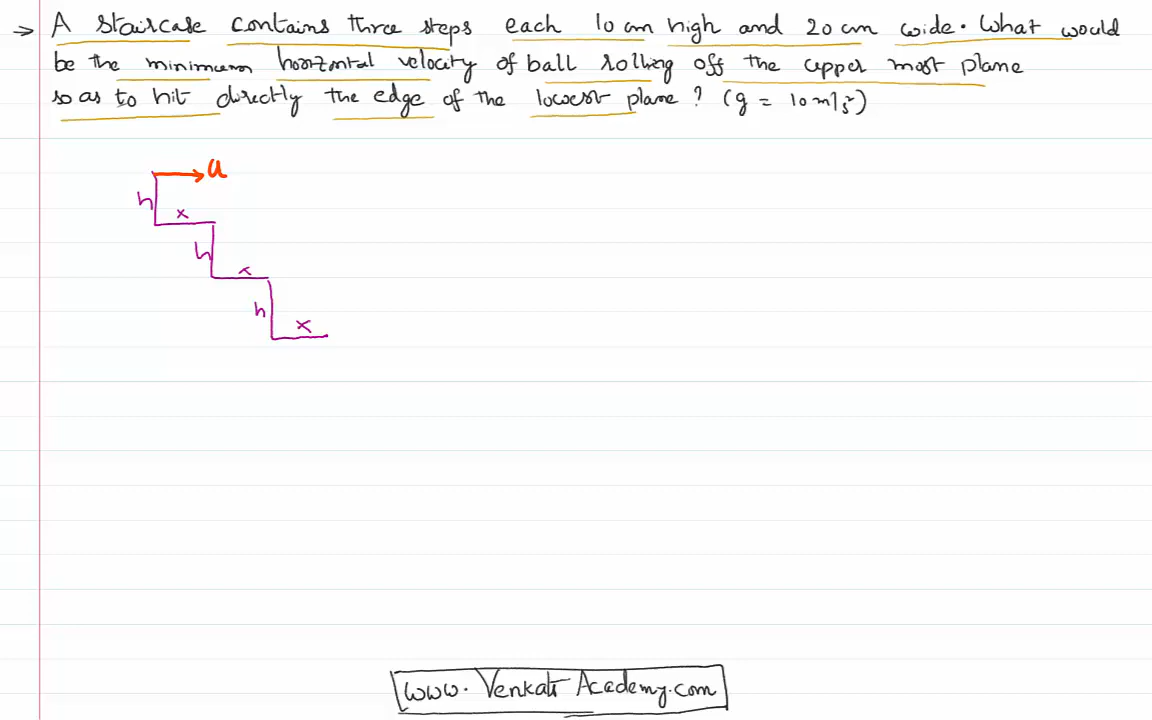 → A staircase contains three steps each 10 cm high and 20 cm wide. What would
be the minimum horizontal velocity of ball rolling off the upper most plane
so as to hit directly the edge of the lowest plane ? (g = 10 m/s²)
u
h
x
h
x
h
x
www.VenkatsAcademy.com